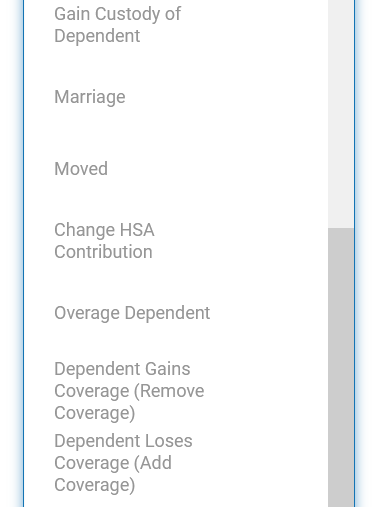 Gain Custody of
Dependent
Marriage
Moved
Change HSA
Contribution
Overage Dependent
Dependent Gains
Coverage (Remove
Coverage)
Dependent Loses
Coverage (Add
Coverage)